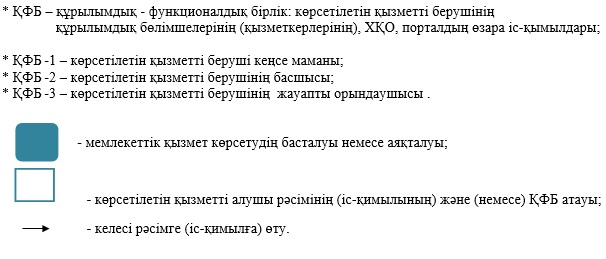 * ҚФБ – құрылымдық - функционалдық бірлік: көрсетілетін қызметті берушінің
құрылымдық бөлімшелерінің (қызметкерлерінің), ХҚО, порталдың өзара іс-қымылдары;
* ҚФБ -1 – көрсетілетін қызметті беруші кеңсе маманы;
* ҚФБ -2 – көрсетілетін қызметті берушінің басшысы;
* ҚФБ -3 – көрсетілетін қызметті берушінің жауапты орындаушысы .
- мемлекеттік қызмет көрсетудің басталуы немесе аяқталуы;
- көрсетілетін қызметті алушы рәсімінің (іс-қимылының) және (немесе) ҚФБ атауы;
- келесі рәсімге (іс-қимылға) өту.